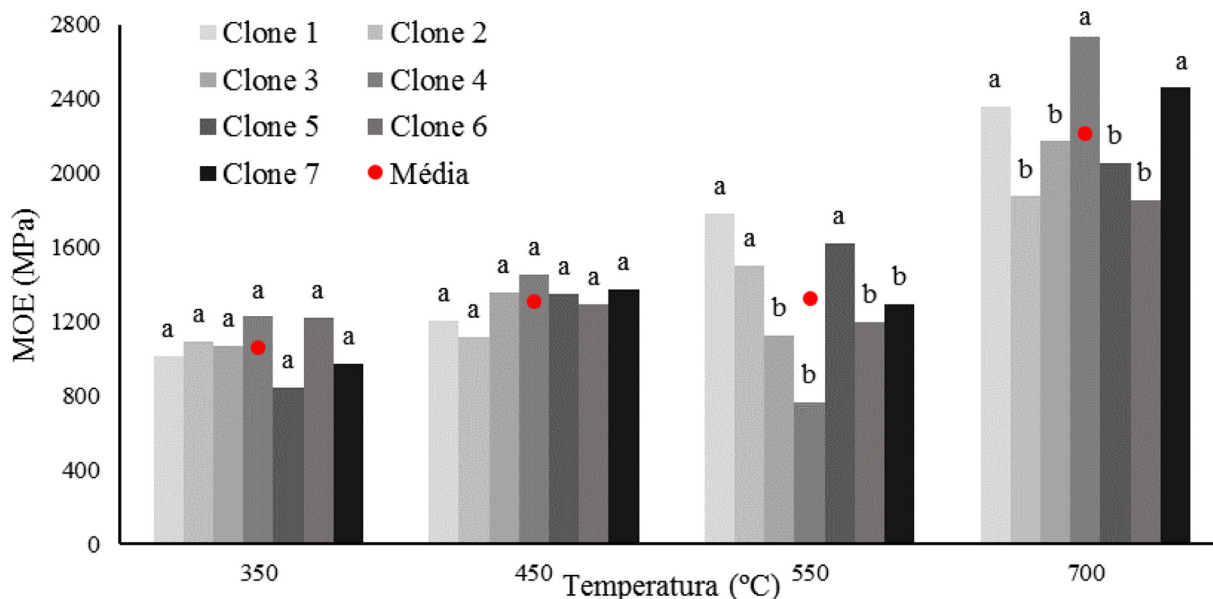 2800
2400
2000
1600
1200
800
400
0
MOE (MPa)
Clone 1 Clone 2
Clone 3 Clone 4
Clone 5 Clone 6
Clone 7 Média
a a a a a a a
a a a a a a a
a a b b a b b
a b b a b b a
350 450 550 700
Temperatura (ºC)